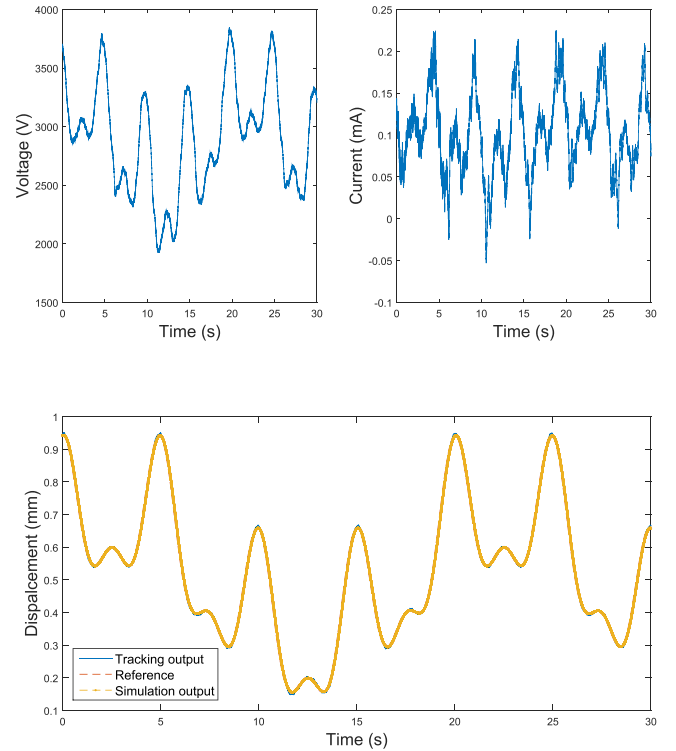 4000
3500
3000
2500
2000
1500
Voltage (V)
0 5 10 15 20 25 30
Time (s)
0.25
0.2
0.15
0.1
0.05
0
-0.05
-0.1
Current (mA)
0 5 10 15 20 25 30
Time (s)
1
0.9
0.8
0.7
0.6
0.5
0.4
0.3
0.2
0.1
Dispalcement (mm)
Tracking output
Reference
Simulation output
0 5 10 15 20 25 30
Time (s)